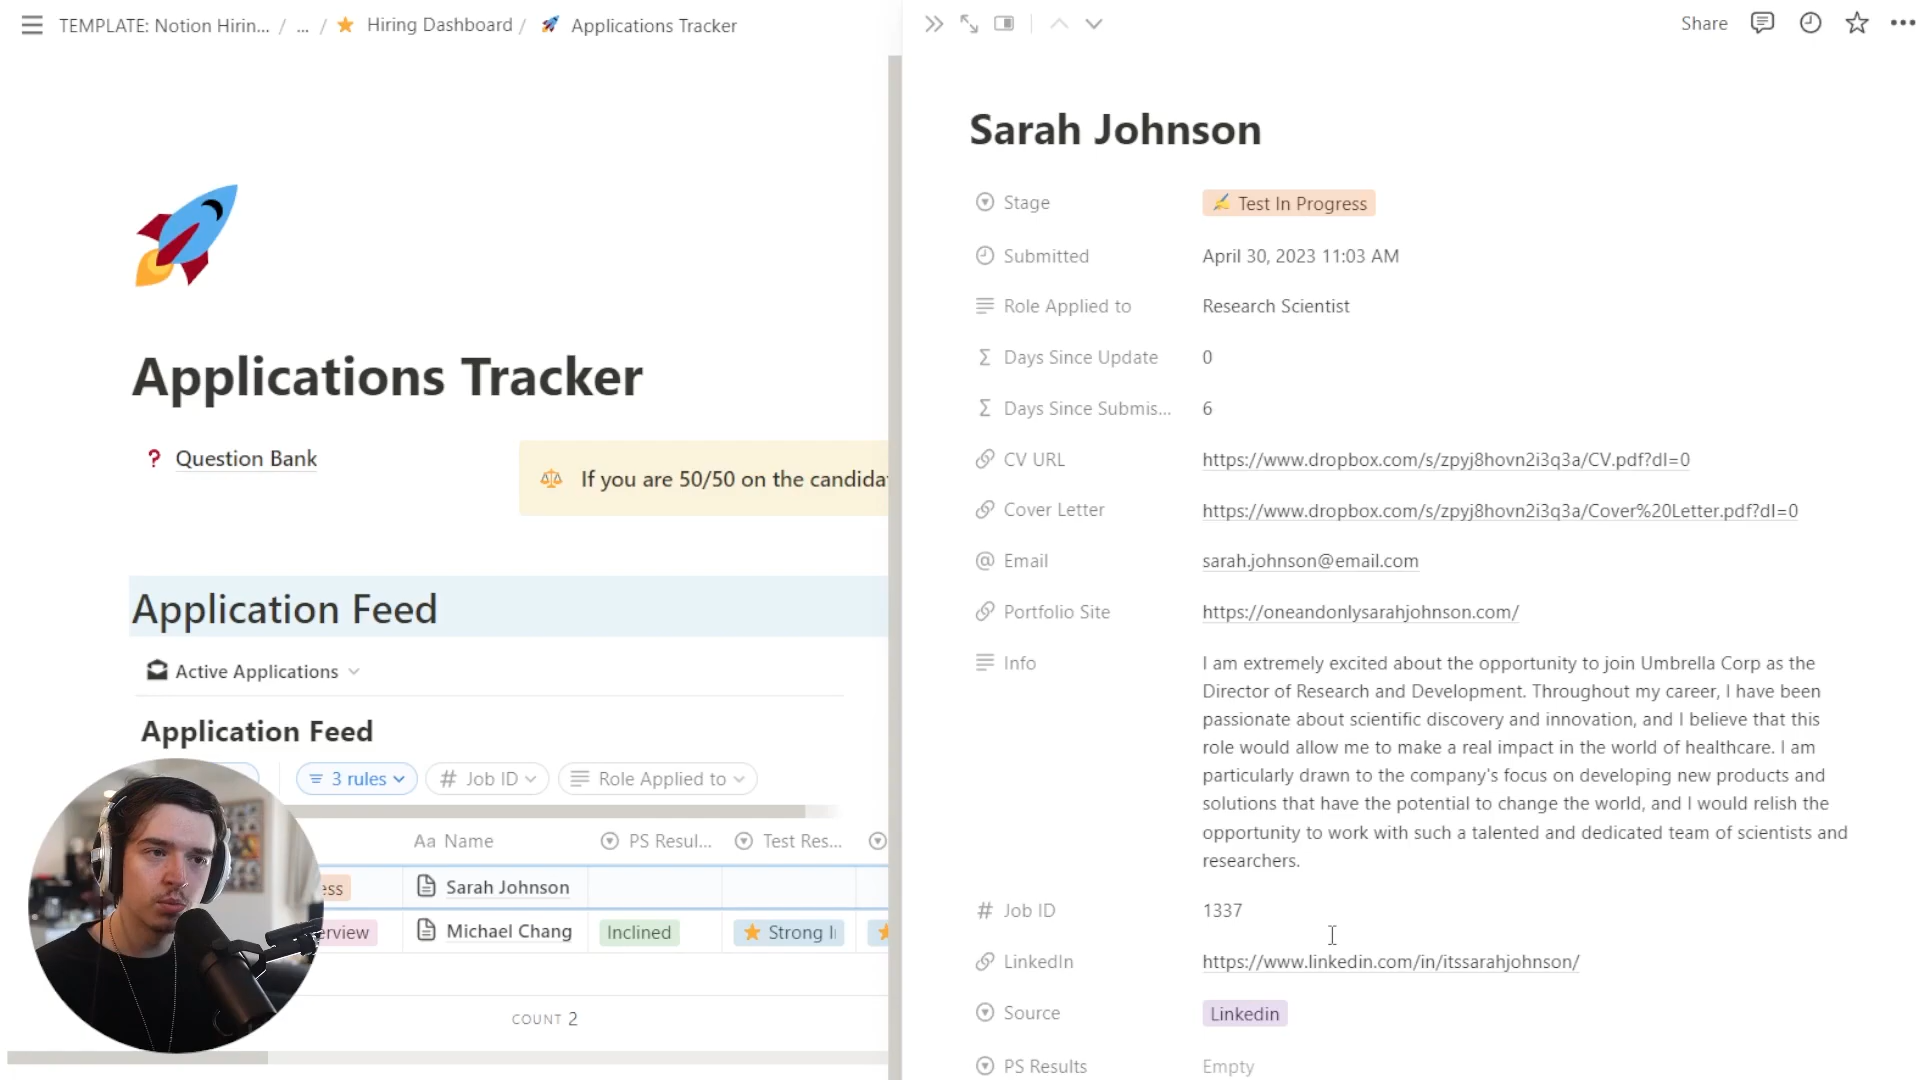 TEMPLATE: Notion Hirin... / ... / Hiring Dashboard / Applications Tracker
Share
Applications Tracker
Question Bank
If you are 50/50 on the
Application Feed
Active Applications
Application Feed
3 rules
Job ID
Role Applied to
Aa Name
PS Resul...
Test Res...
Sarah Johnson
Michael Chang
Inclined
Strong
COUNT 2
Sarah Johnson
Stage
Test In Progress
Submitted
April 30, 2023 11:03 AM
Role Applied to
Research Scientist
Days Since Update
0
Days Since Submis...
6
CV URL
https://www.dropbox.com/s/zpyj8hovn2i3q3a/CV.pdf?dl=0
Cover Letter
https://www.dropbox.com/s/zpyj8hovn2i3q3a/Cover%20Letter.pdf?dl=0
Email
sarah.johnson@email.com
Portfolio Site
https://oneandonlysarahjohnson.com/
Info
I am extremely excited about the opportunity to join Umbrella Corp as the
Director of Research and Development. Throughout my career, I have been
passionate about scientific discovery and innovation, and I believe that this
role would allow me to make a real impact in the world of healthcare. I am
particularly drawn to the company's focus on developing new products and
solutions that have the potential to change the world, and I would relish the
opportunity to work with such a talented and dedicated team of scientists and
researchers.
Job ID
1337
LinkedIn
https://www.linkedin.com/in/itssarahjohnson/
Source
Linkedin
PS Results
Empty